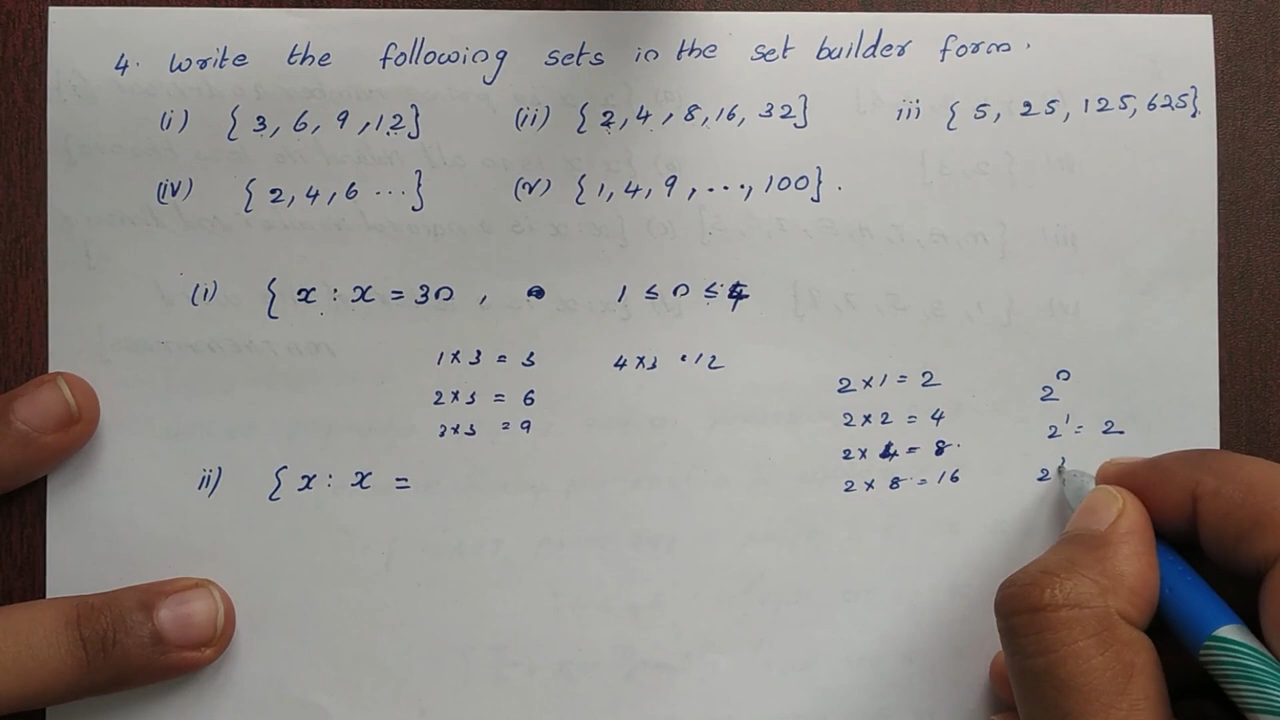 4. Write the following sets in the set builder form.
(i) {3, 6, 9, 12} (ii) {2, 4, 8, 16, 32} iii {5, 25, 125, 625}.
(iv) {2, 4, 6 ...} (v) {1, 4, 9, ..., 100}.
(i) { x : x = 3n, 1 ≤ n ≤ 4
1 x 3 = 3 4 x 3 = 12
2 x 3 = 6
3 x 3 = 9
2 x 1 = 2 2ⁿ
2 x 2 = 4 2¹ = 2
2 x 4 = 8
2 x 8 = 16 2
ii) { x : x =